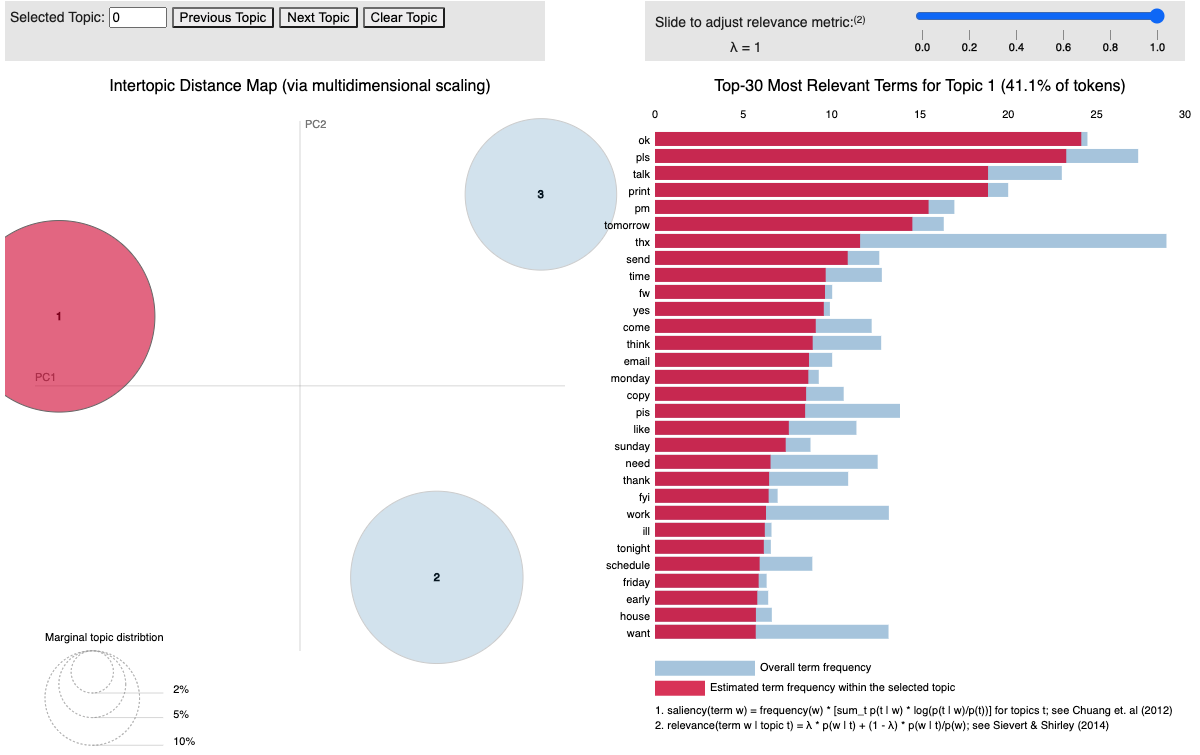 Selected Topic: 0 Previous Topic Next Topic Clear Topic
Slide to adjust relevance metric:(2)
λ = 1
0.0 0.2 0.4 0.6 0.8 1.0
Intertopic Distance Map (via multidimensional scaling)
PC2
PC1
1
2
3
Marginal topic distribtion
2%
5%
10%
Top-30 Most Relevant Terms for Topic 1 (41.1% of tokens)
0 5 10 15 20 25 30
ok
pls
talk
print
pm
tomorrow
thx
send
time
fw
yes
come
think
email
monday
copy
pis
like
sunday
need
thank
fyi
work
ill
tonight
schedule
friday
early
house
want
Overall term frequency
Estimated term frequency within the selected topic
1. saliency(term w) = frequency(w) * [sum_t p(t | w) * log(p(t | w)/p(t))] for topics t; see Chuang et. al (2012)
2. relevance(term w | topic t) = λ * p(w | t) + (1 - λ) * p(w | t)/p(w); see Sievert & Shirley (2014)